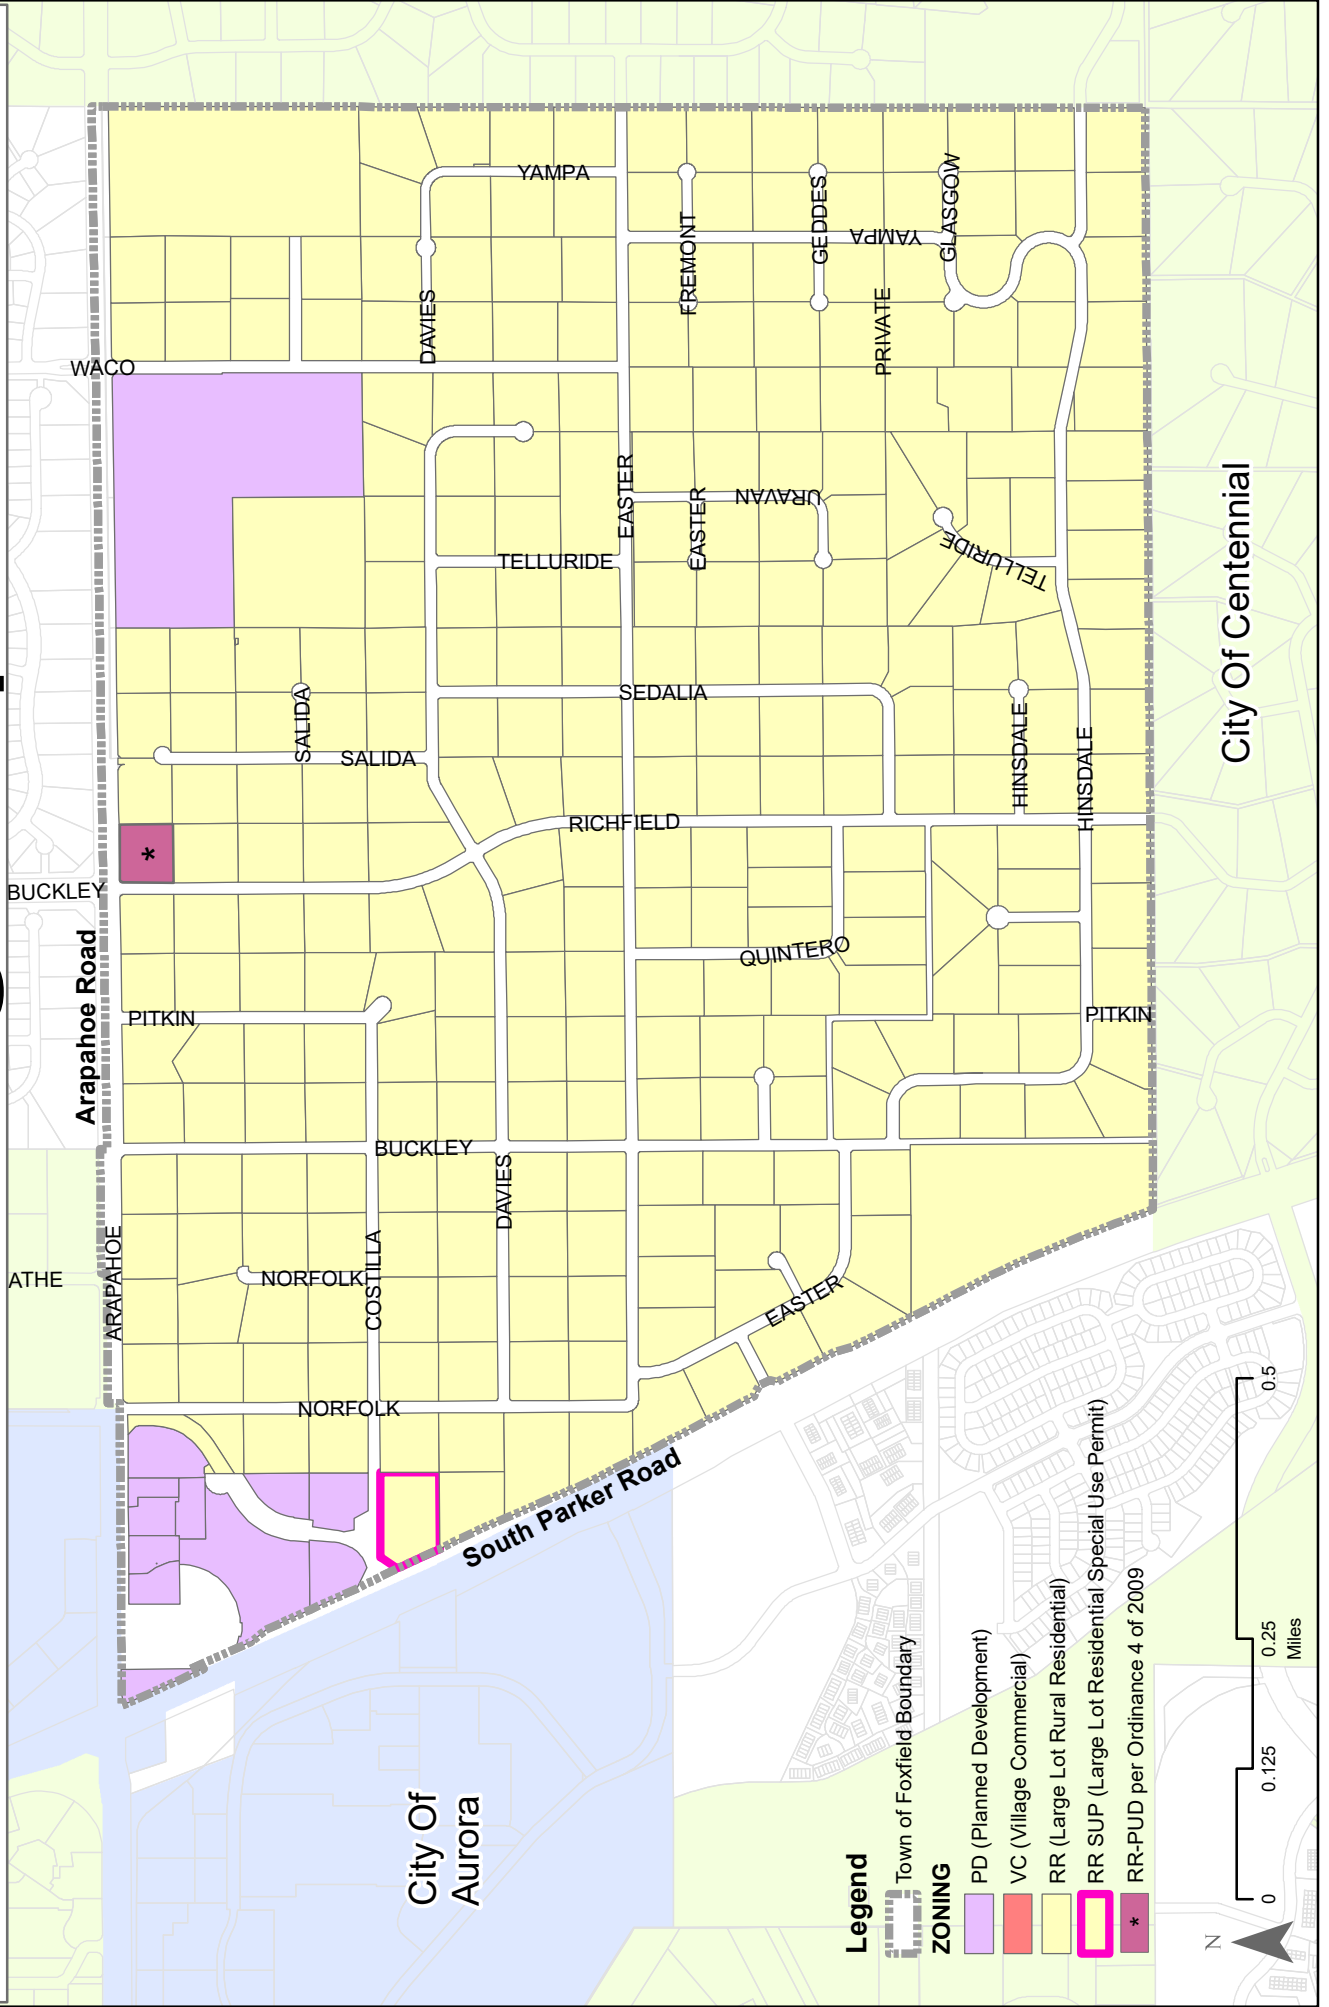 YAMPA
FREMONT
GEDDES
GLASGOW
YAMPA
DAVIES
PRIVATE
WACO
EASTER
EASTER
URAVAN
TELLURIDE
TELLURIDE
City Of Centennial
SALIDA
SEDALIA
SALIDA
HINSDALE
HINSDALE
RICHFIELD
*
BUCKLEY
QUINTERO
Arapahoe Road
PITKIN
PITKIN
BUCKLEY
DAVIES
ARAPAHOE
ATHE
NORFOLK
COSTILLA
EASTER
NORFOLK
South Parker Road
City Of
Aurora
Legend
Town of Foxfield Boundary
ZONING
PD (Planned Development)
VC (Village Commercial)
RR (Large Lot Rural Residential)
RR SUP (Large Lot Residential Special Use Permit)
* RR-PUD per Ordinance 4 of 2009
0 0.125 0.25 0.5
Miles
N